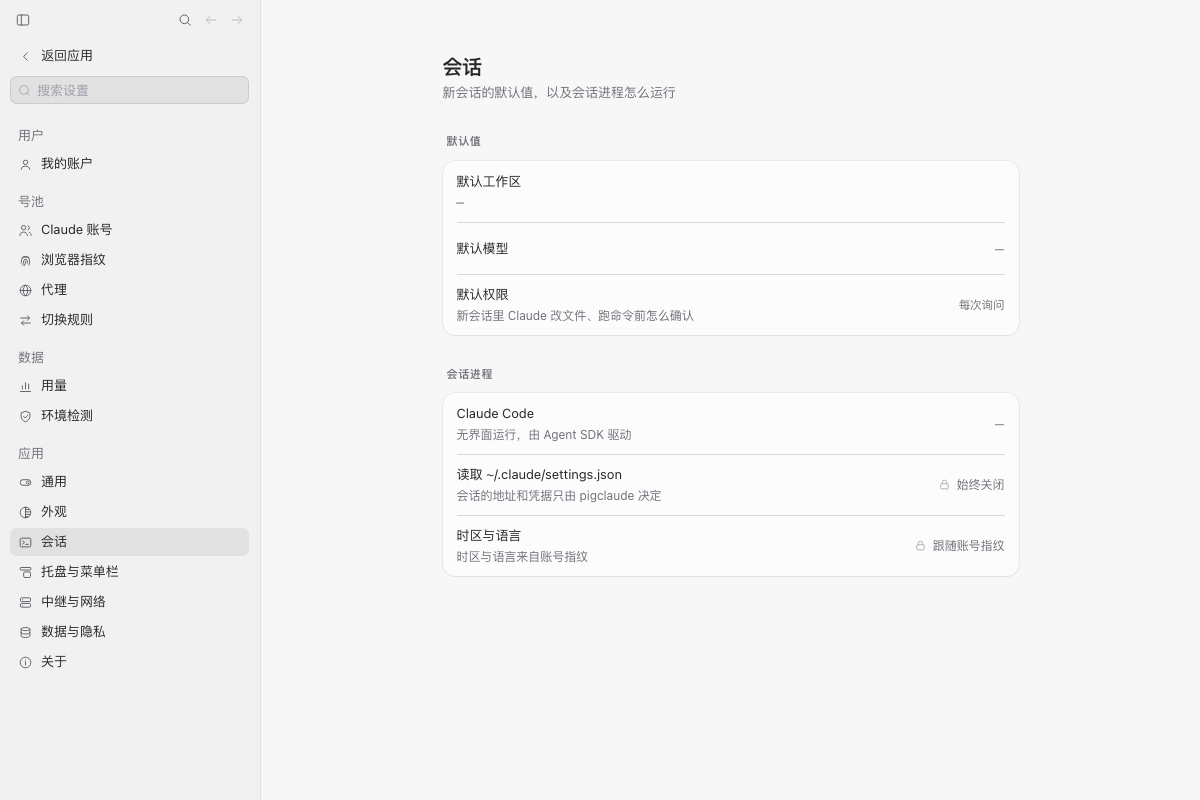 返回应用
搜索设置
用户
我的账户
号池
Claude 账号
浏览器指纹
代理
切换规则
数据
用量
环境检测
应用
通用
外观
会话
托盘与菜单栏
中继与网络
数据与隐私
关于
会话
新会话的默认值，以及会话进程怎么运行
默认值
默认工作区
—
默认模型
—
默认权限
新会话里 Claude 改文件、跑命令前怎么确认
每次询问
会话进程
Claude Code
无界面运行，由 Agent SDK 驱动
—
读取 ~/.claude/settings.json
会话的地址和凭据只由 pigclaude 决定
始终关闭
时区与语言
时区与语言来自账号指纹
跟随账号指纹